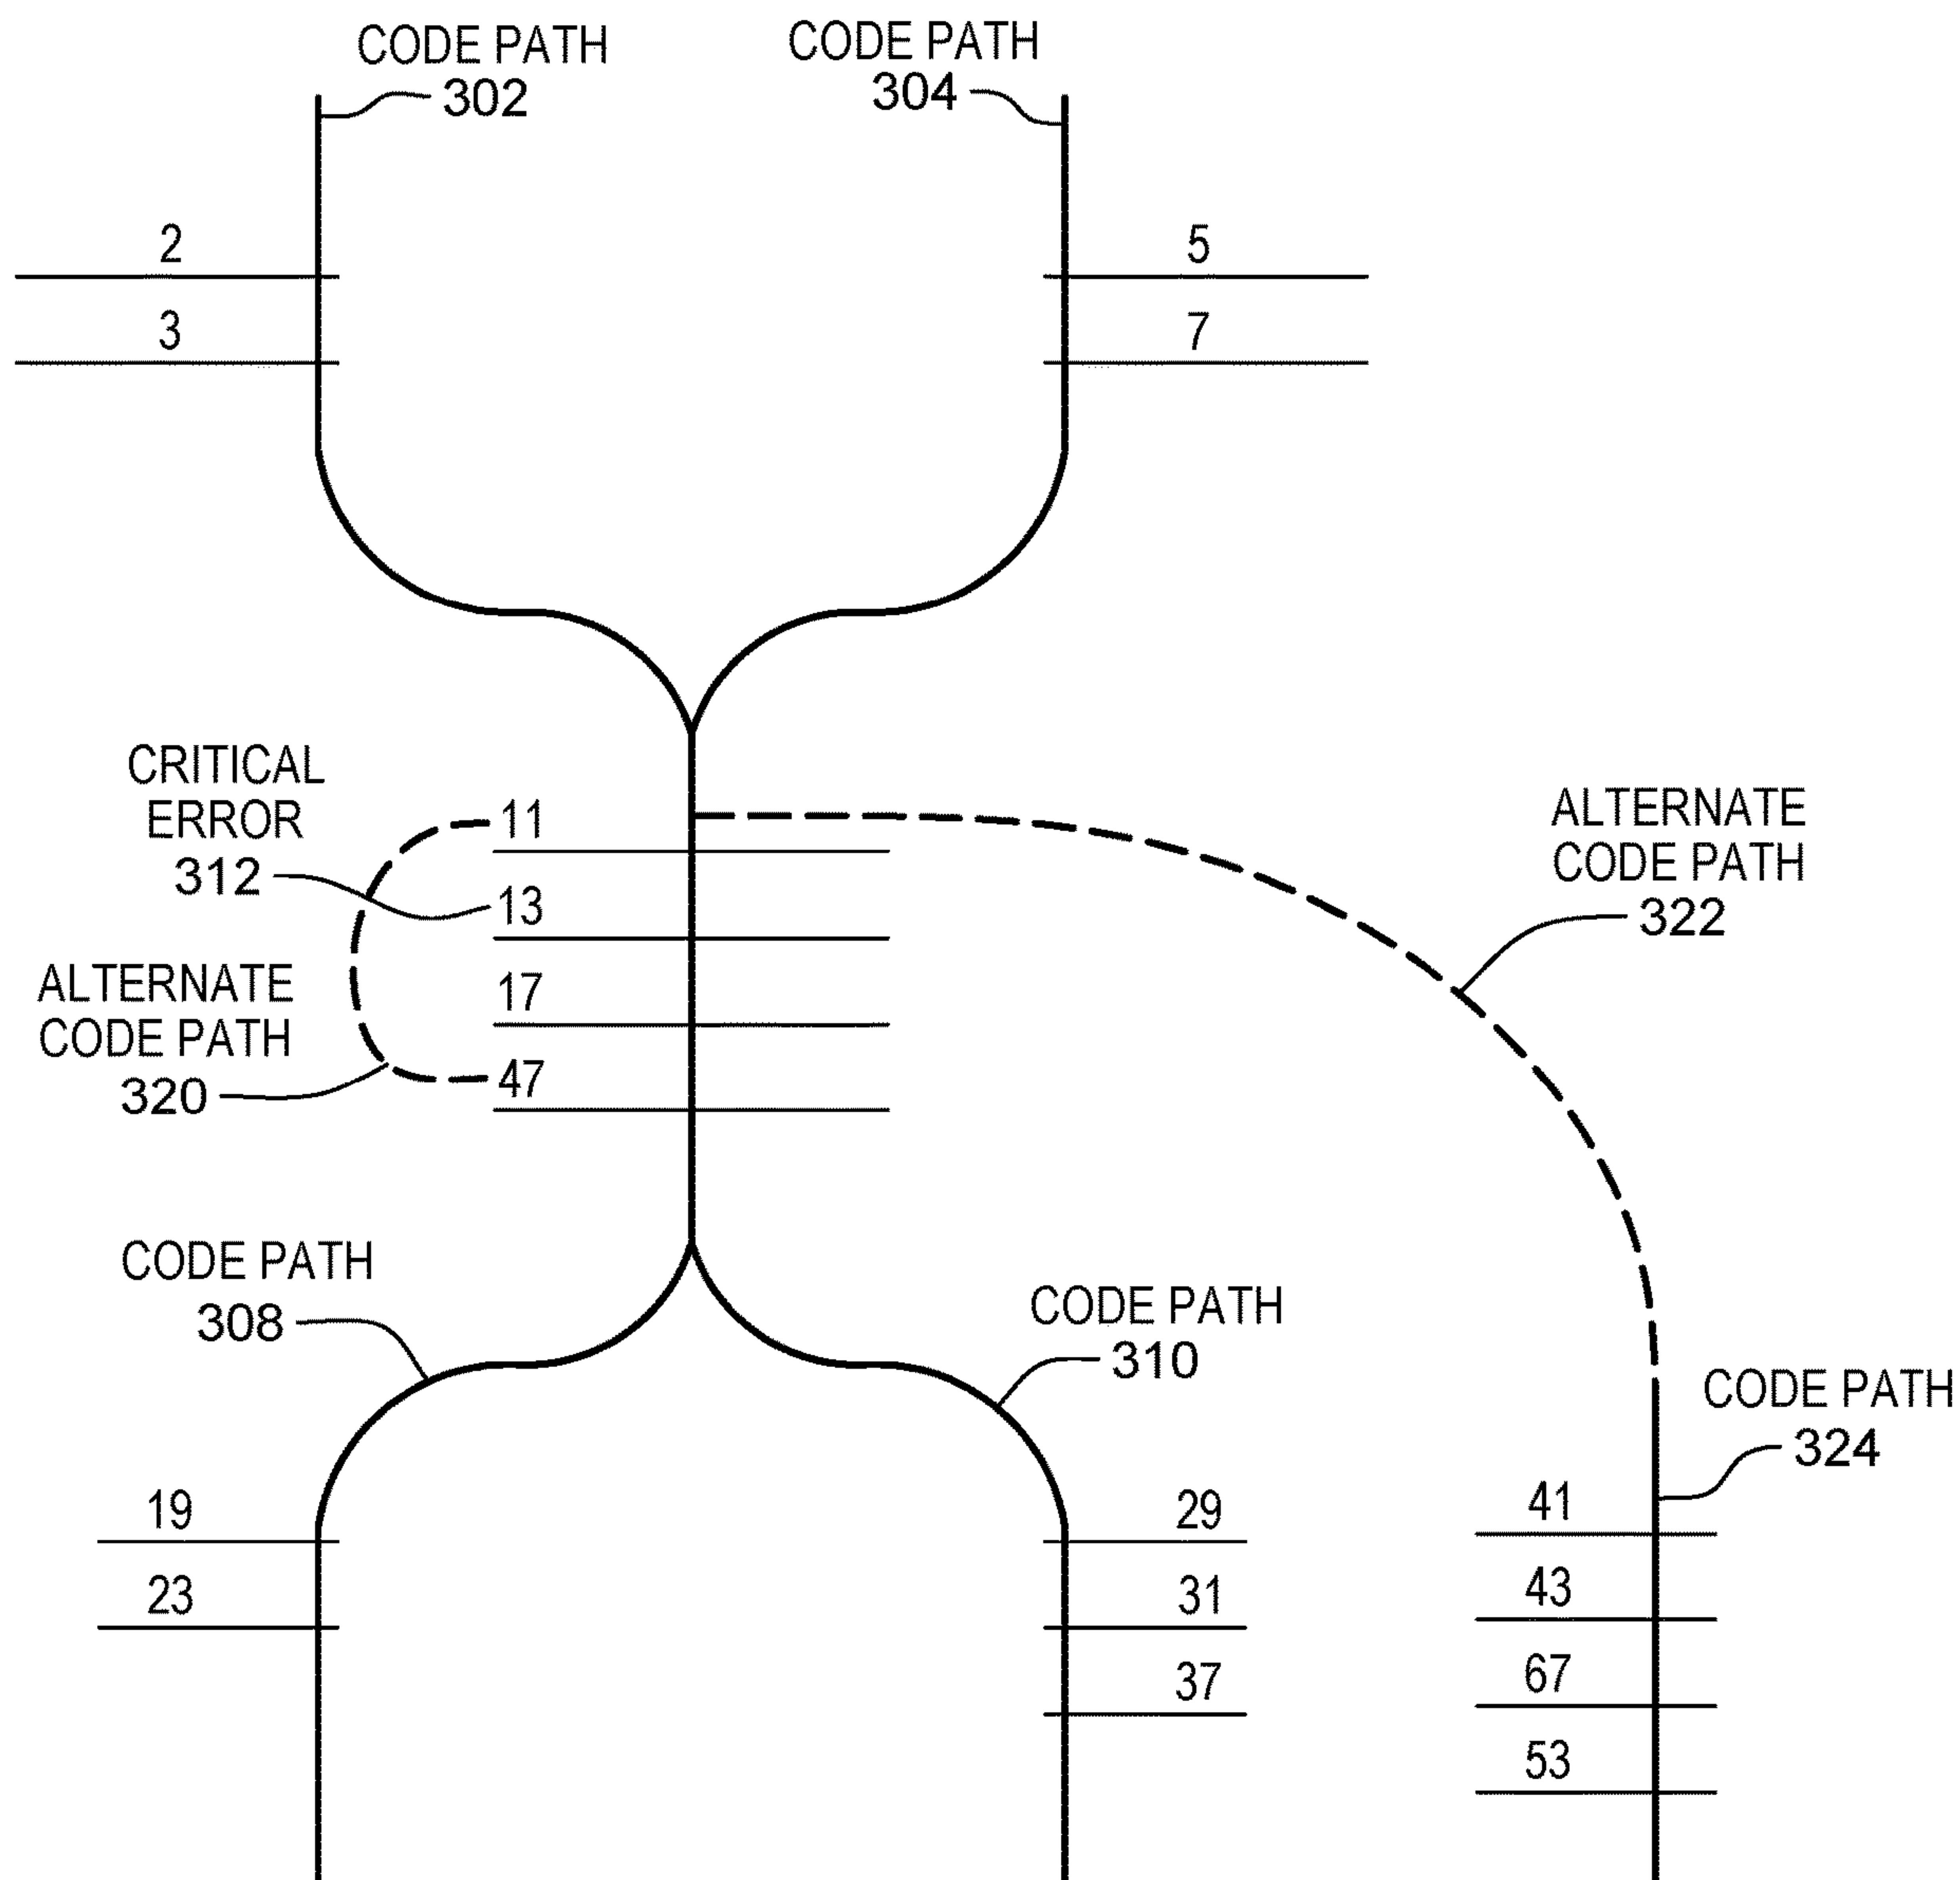 CODE PATH
302
CODE PATH
304
2
3
5
7
CRITICAL
ERROR
312
11
13
17
47
ALTERNATE
CODE PATH
320
ALTERNATE
CODE PATH
322
CODE PATH
308
CODE PATH
310
CODE PATH
324
19
23
29
31
37
41
43
67
53